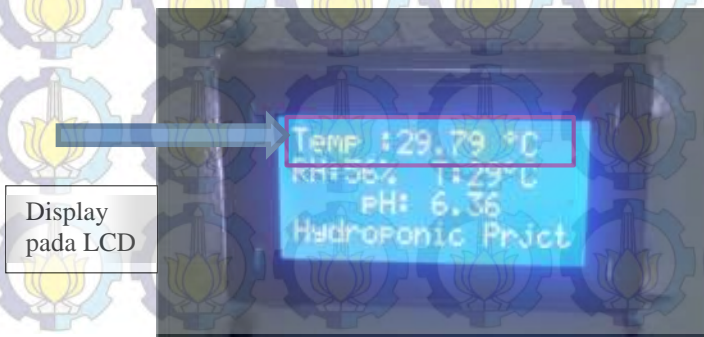 Temp :29.79 °C
RH:56% T:29°C
pH: 6.36
Hydroponic Prjct
Display
pada LCD